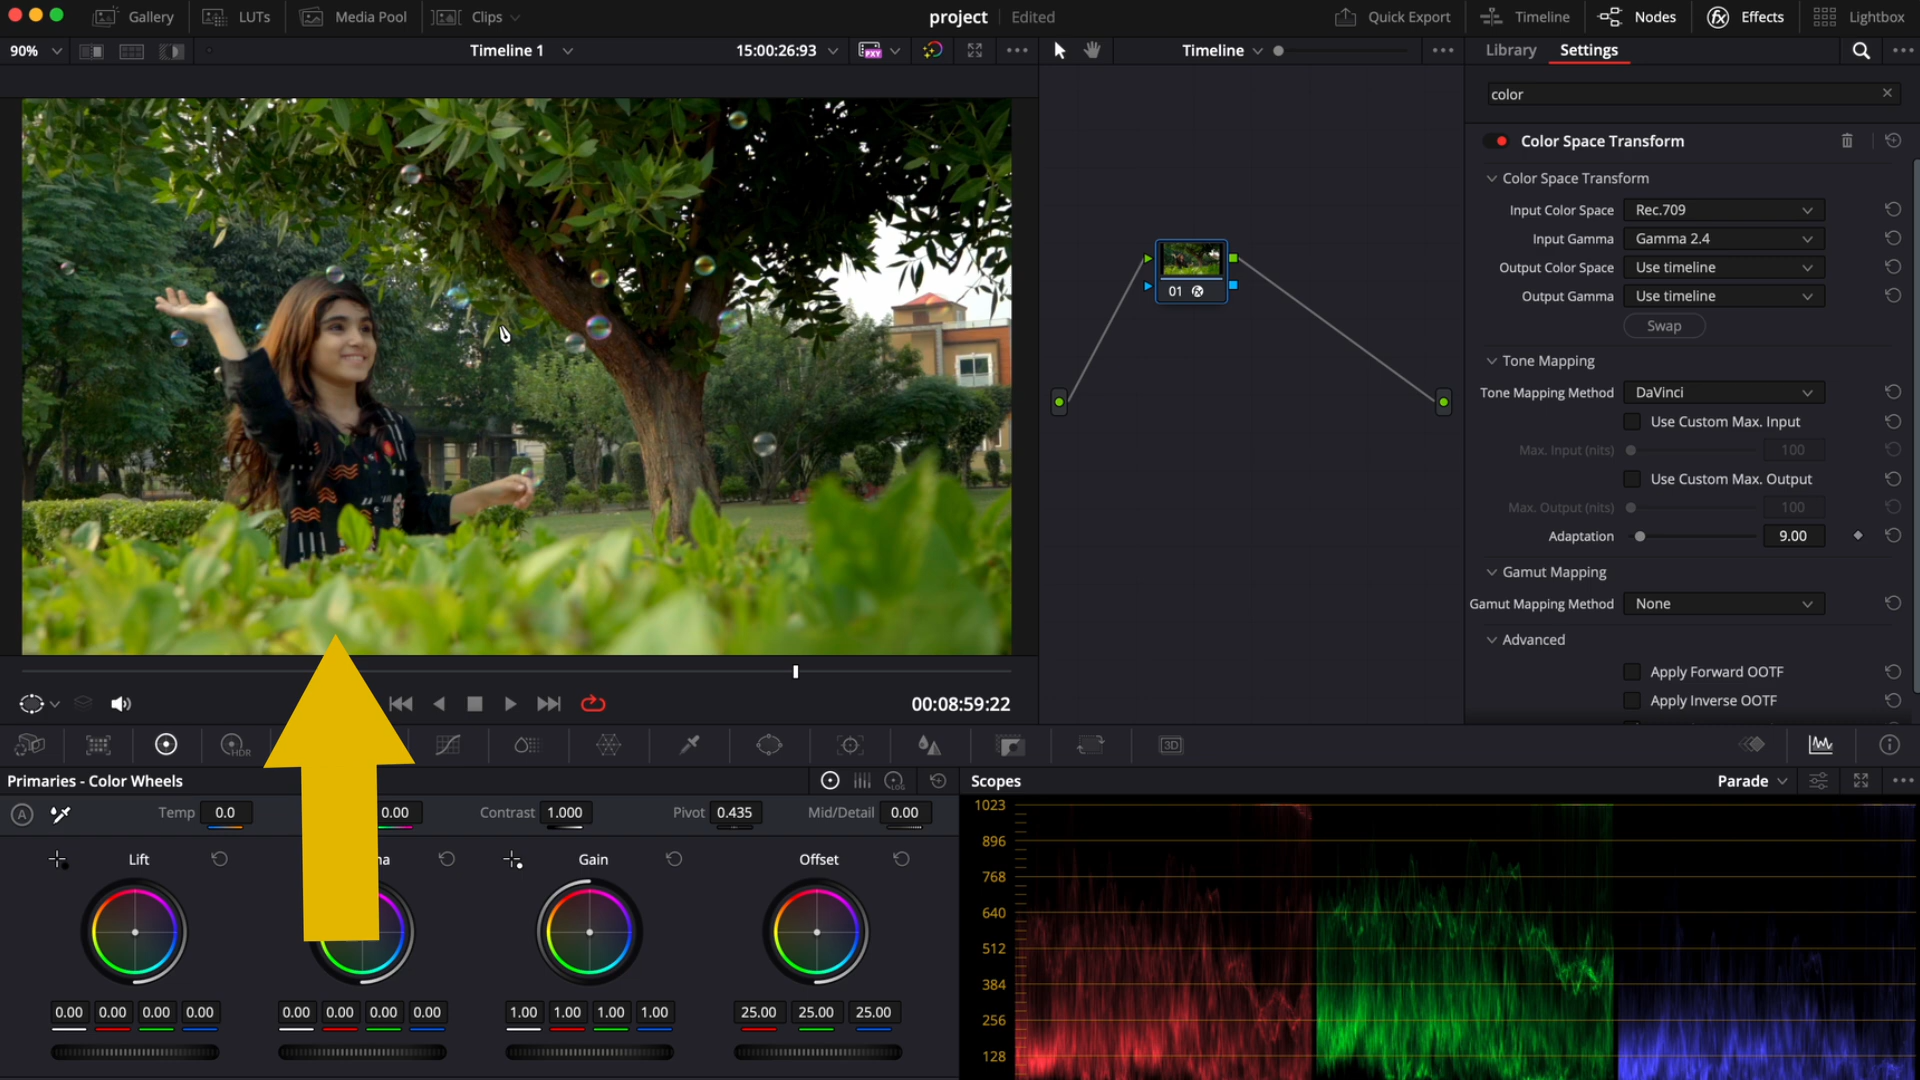 Gallery LUTs Media Pool Clips project Edited Quick Export Timeline Nodes Effects Lightbox
90% Timeline 1 15:00:26:93 PXY Timeline Library Settings
color
Color Space Transform
Color Space Transform
Input Color Space Rec.709
Input Gamma Gamma 2.4
Output Color Space Use timeline
Output Gamma Use timeline
Swap
Tone Mapping
Tone Mapping Method DaVinci
Use Custom Max. Input
Max. Input (nits) 100
Use Custom Max. Output
Max. Output (nits) 100
Adaptation 9.00
Gamut Mapping
Gamut Mapping Method None
Advanced
Apply Forward OOTF
Apply Inverse OOTF
01
00:08:59:22
HDR 3D
Primaries - Color Wheels LOG Scopes Parade
A Temp 0.0 0.00 Contrast 1.000 Pivot 0.435 Mid/Detail 0.00
Lift ma Gain Offset
0.00 0.00 0.00 0.00 0.00 0.00 0.00 0.00 1.00 1.00 1.00 1.00 25.00 25.00 25.00
1023
896
768
640
512
384
256
128